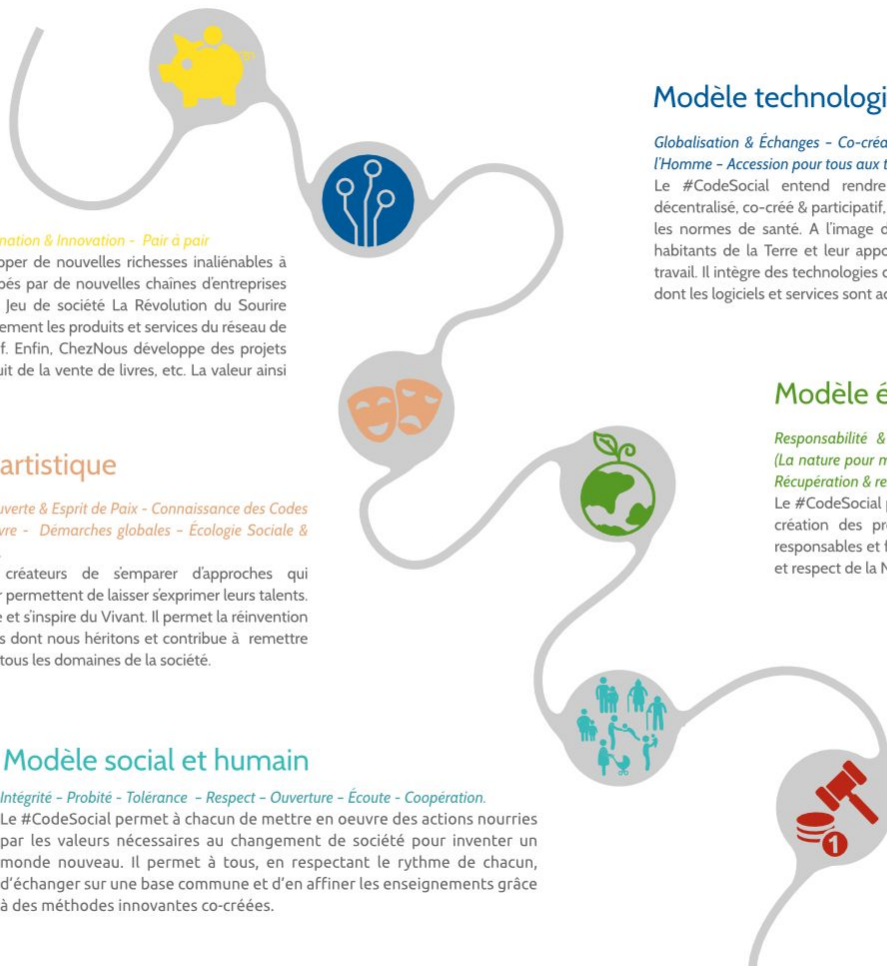 nation & Innovation - Pair à pair
pper de nouvelles richesses inaliénables à
pés par de nouvelles chaînes d'entreprises
Jeu de société La Révolution du Sourire
ement les produits et services du réseau de
f. Enfin, ChezNous développe des projets
uit de la vente de livres, etc. La valeur ainsi
Modèle technologi
Globalisation & Échanges – Co-créa
l'Homme – Accession pour tous aux t
Le #CodeSocial entend rendre
décentralisé, co-créé & participatif,
les normes de santé. A l'image d
habitants de la Terre et leur appo
travail. Il intègre des technologies
dont les logiciels et services sont a
artistique
uverte & Esprit de Paix - Connaissance des Codes
vre - Démarches globales – Écologie Sociale &
créateurs de s'emparer d'approches qui
r permettent de laisser s'exprimer leurs talents.
e et s'inspire du Vivant. Il permet la réinvention
s dont nous héritons et contribue à remettre
tous les domaines de la société.
Modèle é
Responsabilité &
(La nature pour m
Récupération & re
Le #CodeSocial p
création des pr
responsables et f
et respect de la N
Modèle social et humain
Intégrité – Probité - Tolérance – Respect – Ouverture – Écoute - Coopération.
Le #CodeSocial permet à chacun de mettre en oeuvre des actions nourries
par les valeurs nécessaires au changement de société pour inventer un
monde nouveau. Il permet à tous, en respectant le rythme de chacun,
d'échanger sur une base commune et d'en affiner les enseignements grâce
à des méthodes innovantes co-créées.
1